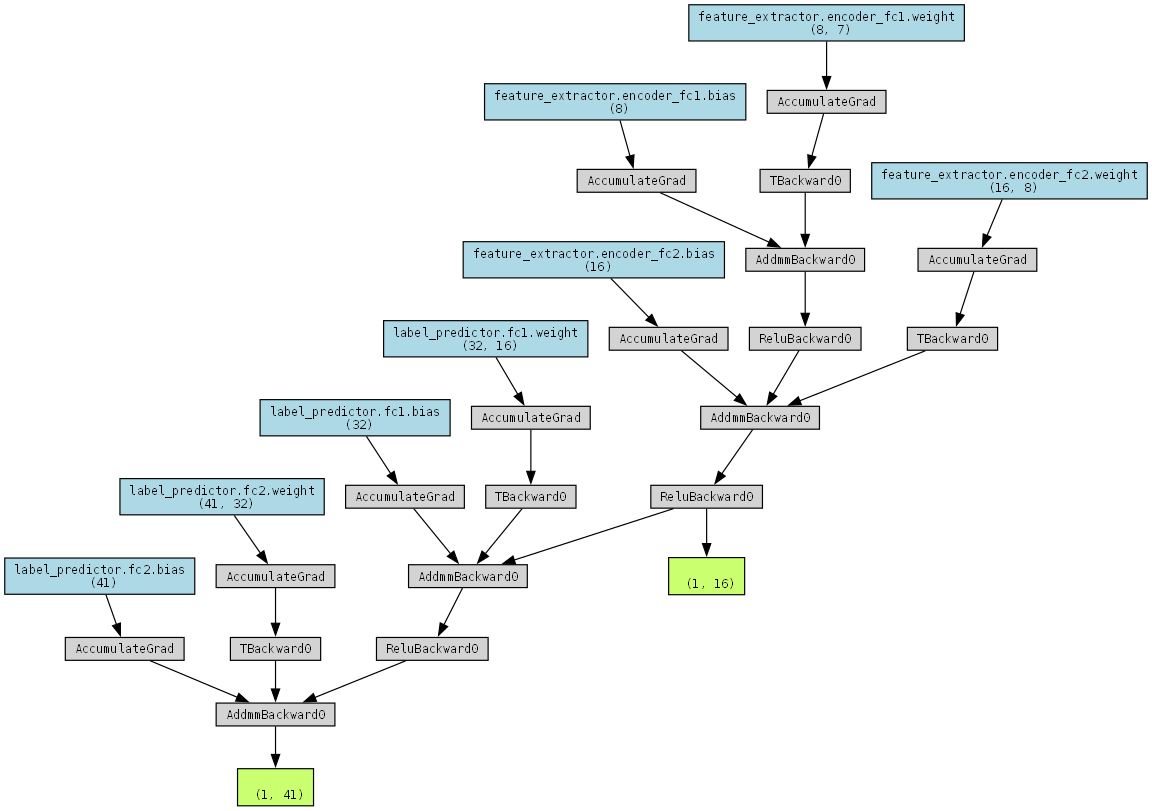 feature_extractor.encoder_fc1.weight
(8, 7)
feature_extractor.encoder_fc1.bias
(8)
AccumulateGrad
AccumulateGrad
TBackward0
feature_extractor.encoder_fc2.weight
(16, 8)
feature_extractor.encoder_fc2.bias
(16)
AddmmBackward0
AccumulateGrad
label_predictor.fc1.weight
(32, 16)
AccumulateGrad
ReluBackward0
TBackward0
label_predictor.fc1.bias
(32)
AccumulateGrad
AddmmBackward0
label_predictor.fc2.weight
(41, 32)
AccumulateGrad
TBackward0
ReluBackward0
label_predictor.fc2.bias
(41)
AccumulateGrad
AddmmBackward0
(1, 16)
AccumulateGrad
TBackward0
ReluBackward0
AddmmBackward0
(1, 41)